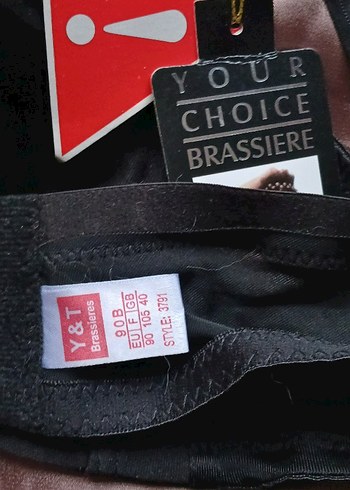 YOUR
CHOICE
BRASSIERE
Y&T
Brassieres
90B
EU F GB
90 105 40
STYLE: 3791